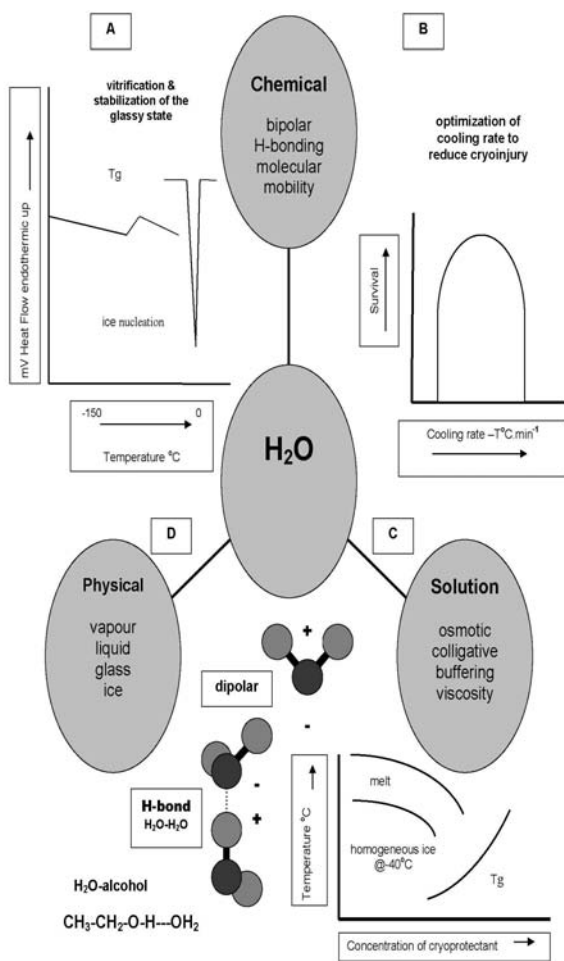 A
vitrification &
stabilization of the
glassy state
mV Heat Flow endothermic up
Tg
ice nucleation
-150
0
Temperature °C
Chemical
bipolar
H-bonding
molecular
mobility
B
optimization of
cooling rate to
reduce cryoinjury
Survival
Cooling rate –T°C.min⁻¹
H₂O
D
C
Physical
vapour
liquid
glass
ice
Solution
osmotic
colligative
buffering
viscosity
dipolar
+
-
H-bond
H₂O-H₂O
-
+
H₂O-alcohol
CH₃-CH₂-O-H---OH₂
Temperature °C
melt
homogeneous ice
@-40°C
Tg
Concentration of cryoprotectant